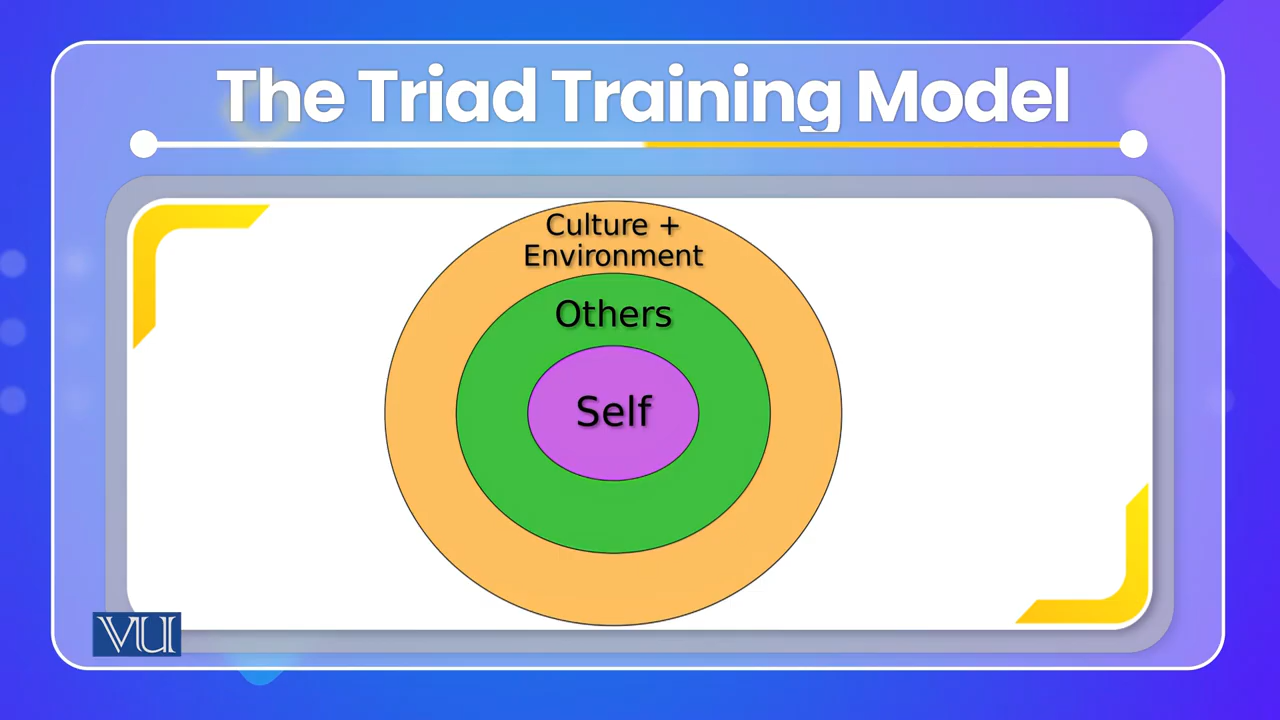 The Triad Training Model
Culture +
Environment
Others
Self
VU